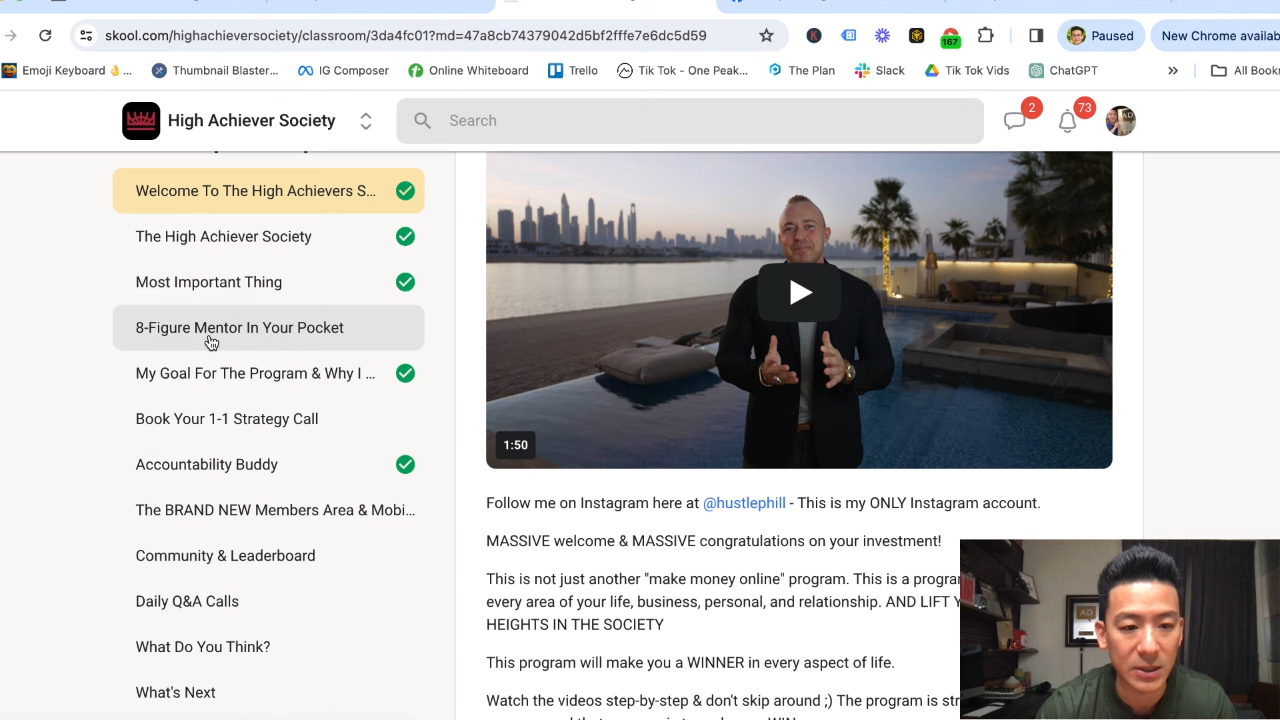 skool.com/highachieversociety/classroom/3da4fc01?md=47a8cb74379042d5bf2fffe7e6dc5d59
167
Paused
New Chrome availab
Emoji Keyboard 👌 ...
Thumbnail Blaster...
IG Composer
Online Whiteboard
Trello
Tik Tok - One Peak...
The Plan
Slack
Tik Tok Vids
ChatGPT
»
All Book
High Achiever Society
Search
2
73
Welcome To The High Achievers S...
The High Achiever Society
Most Important Thing
8-Figure Mentor In Your Pocket
My Goal For The Program & Why I ...
Book Your 1-1 Strategy Call
Accountability Buddy
The BRAND NEW Members Area & Mobi...
Community & Leaderboard
Daily Q&A Calls
What Do You Think?
What's Next
1:50
Follow me on Instagram here at @hustlephill - This is my ONLY Instagram account.
MASSIVE welcome & MASSIVE congratulations on your investment!
This is not just another "make money online" program. This is a progra
every area of your life, business, personal, and relationship. AND LIFT Y
HEIGHTS IN THE SOCIETY
This program will make you a WINNER in every aspect of life.
Watch the videos step-by-step & don't skip around ;) The program is str
AD